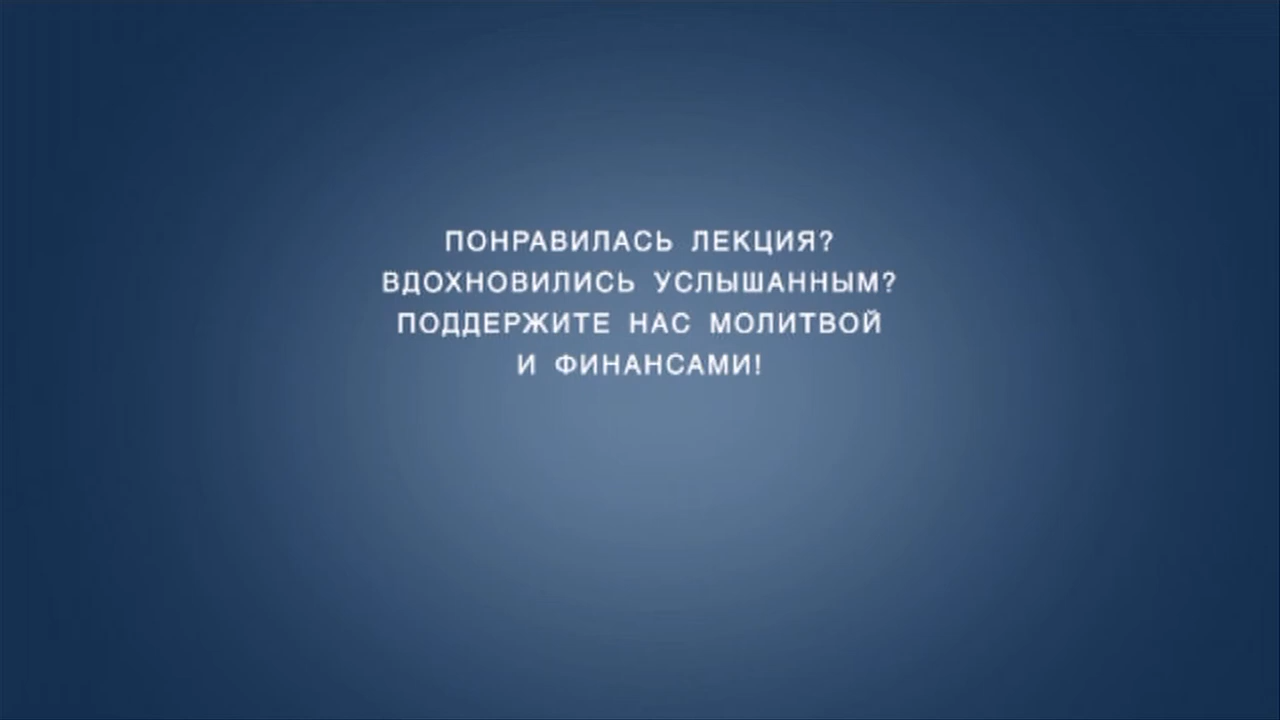 ПОНРАВИЛАСЬ ЛЕКЦИЯ?
ВДОХНОВИЛИСЬ УСЛЫШАННЫМ?
ПОДДЕРЖИТЕ НАС МОЛИТВОЙ
И ФИНАНСАМИ!